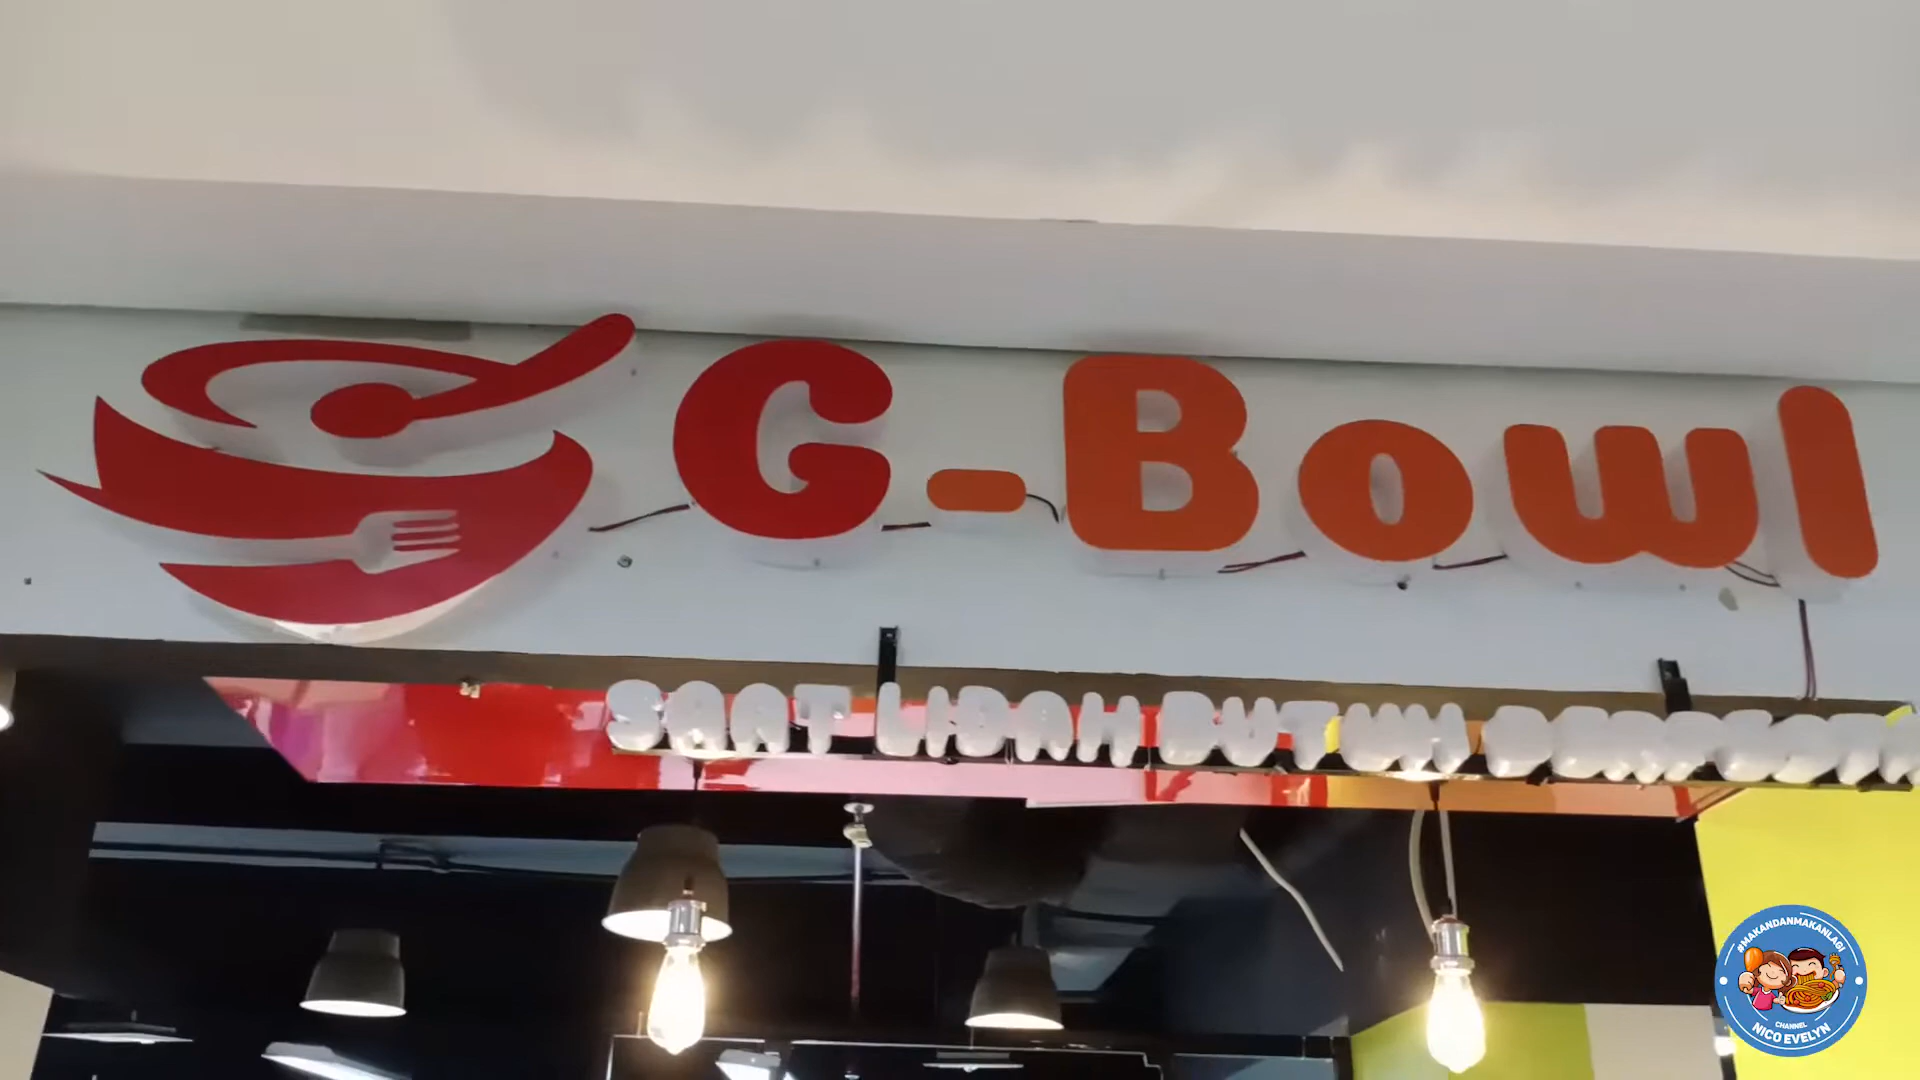 G-Bowl
SAAT LIDAH BUTUH
#MAKANDANMAKANLAGI
CHANNEL
NICO EVELYN